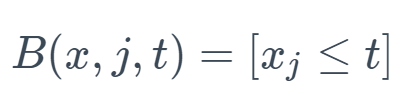 B(x, j, t) = [x_j ≤ t]